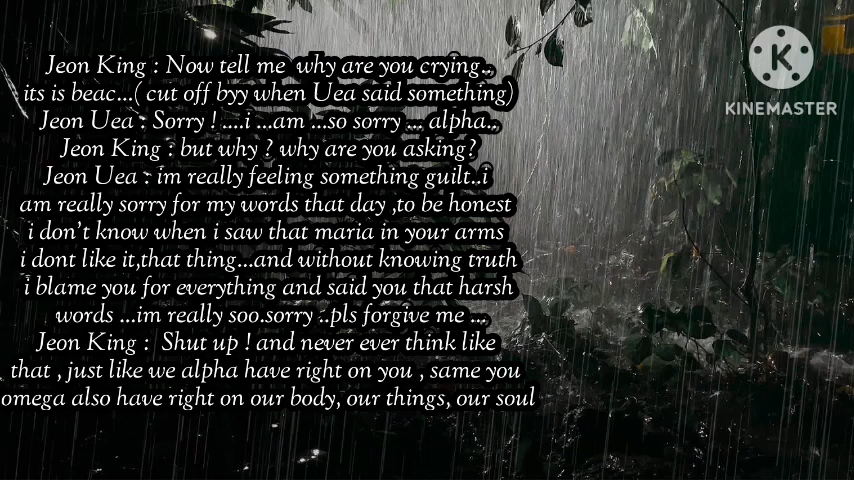 Jeon King : Now tell me why are you crying..
its is beac...( cut off byy when Uea said something)
Jeon Uea : Sorry ! ....i ...am ...so sorry ... alpha..
Jeon King : but why ? why are you asking?
Jeon Uea : im really feeling something guilt..i
am really sorry for my words that day ,to be honest
i don't know when i saw that maria in your arms
i dont like it,that thing...and without knowing truth
i blame you for everything and said you that harsh
words ...im really soo.sorry ..pls forgive me ...
Jeon King : Shut up ! and never ever think like
that , just like we alpha have right on you , same you
omega also have right on our body, our things, our soul
K
KINEMASTER